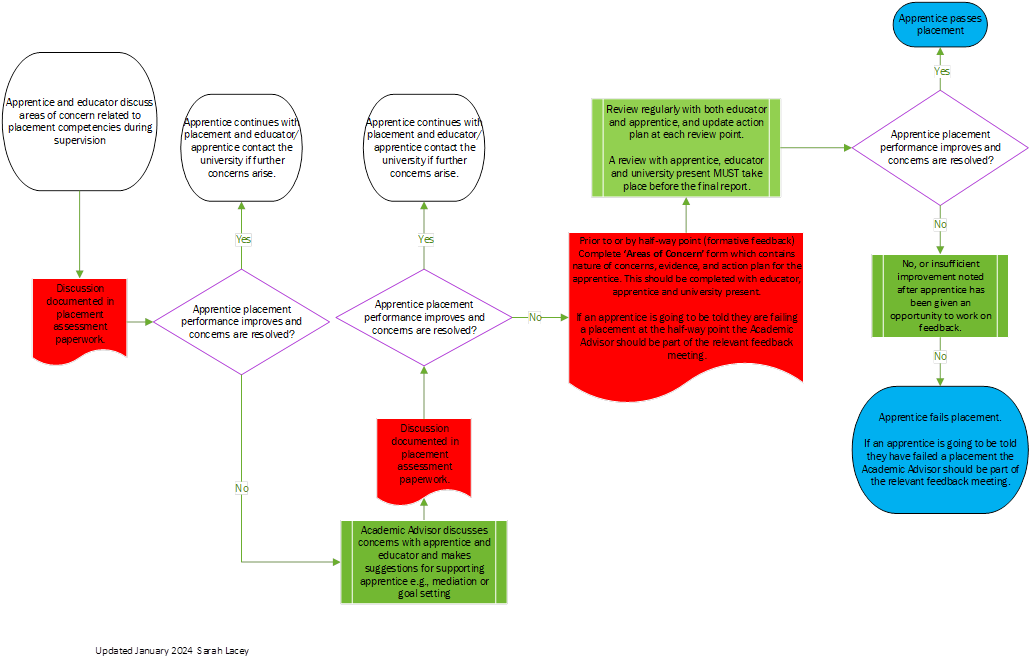 Apprentice and educator discuss
areas of concern related to
placement competencies during
supervision
Discussion
documented in
placement
assessment
paperwork.
Apprentice continues with
placement and educator/
apprentice contact the
university if further
concerns arise.
Yes
Apprentice placement
performance improves and
concerns are resolved?
No
Academic Advisor discusses
concerns with apprentice and
educator and makes
suggestions for supporting
apprentice e.g., mediation or
goal setting
Discussion
documented in
placement
assessment
paperwork.
Apprentice placement
performance improves and
concerns are resolved?
Yes
Apprentice continues with
placement and educator/
apprentice contact the
university if further
concerns arise.
No
Prior to or by half-way point (formative feedback)
Complete 'Areas of Concern' form which contains
nature of concerns, evidence, and action plan for the
apprentice. This should be completed with educator,
apprentice and university present.
If an apprentice is going to be told they are failing
a placement at the half-way point the Academic
Advisor should be part of the relevant feedback
meeting.
Review regularly with both educator
and apprentice, and update action
plan at each review point.
A review with apprentice, educator
and university present MUST take
place before the final report.
Apprentice placement
performance improves and
concerns are resolved?
Yes
Apprentice passes
placement
No
No, or insufficient
improvement noted
after apprentice has
been given an
opportunity to work on
feedback.
No
Apprentice fails placement.
If an apprentice is going to be told
they have failed a placement the
Academic Advisor should be part of
the relevant feedback meeting.
Updated January 2024 Sarah Lacey